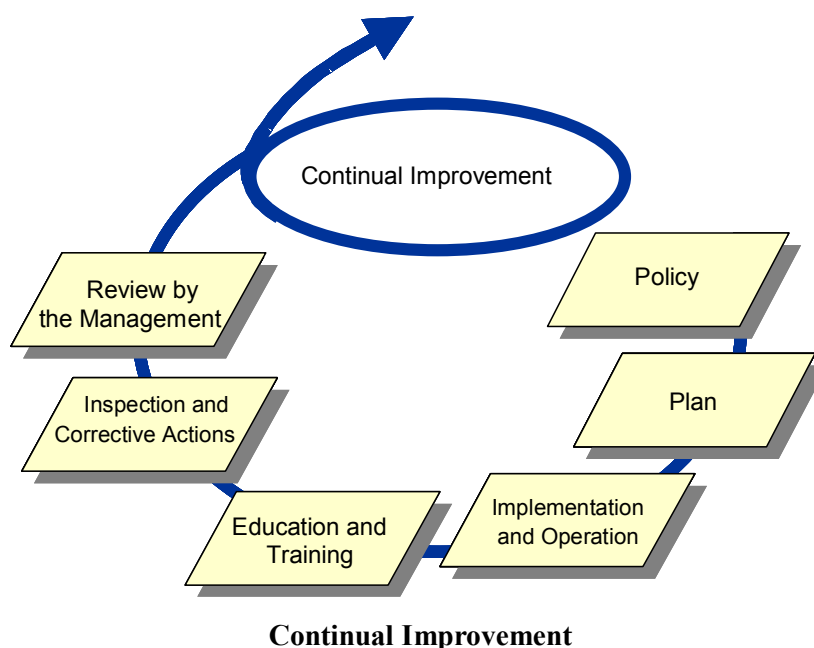 Continual Improvement
Policy
Review by
the Management
Plan
Inspection and
Corrective Actions
Implementation
and Operation
Education and
Training
Continual Improvement